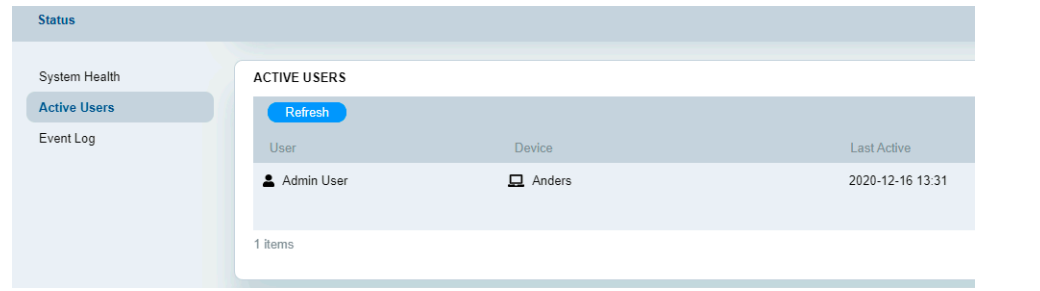 Status
System Health
Active Users
Event Log
ACTIVE USERS
Refresh
User Device Last Active
Admin User Anders 2020-12-16 13:31
1 items